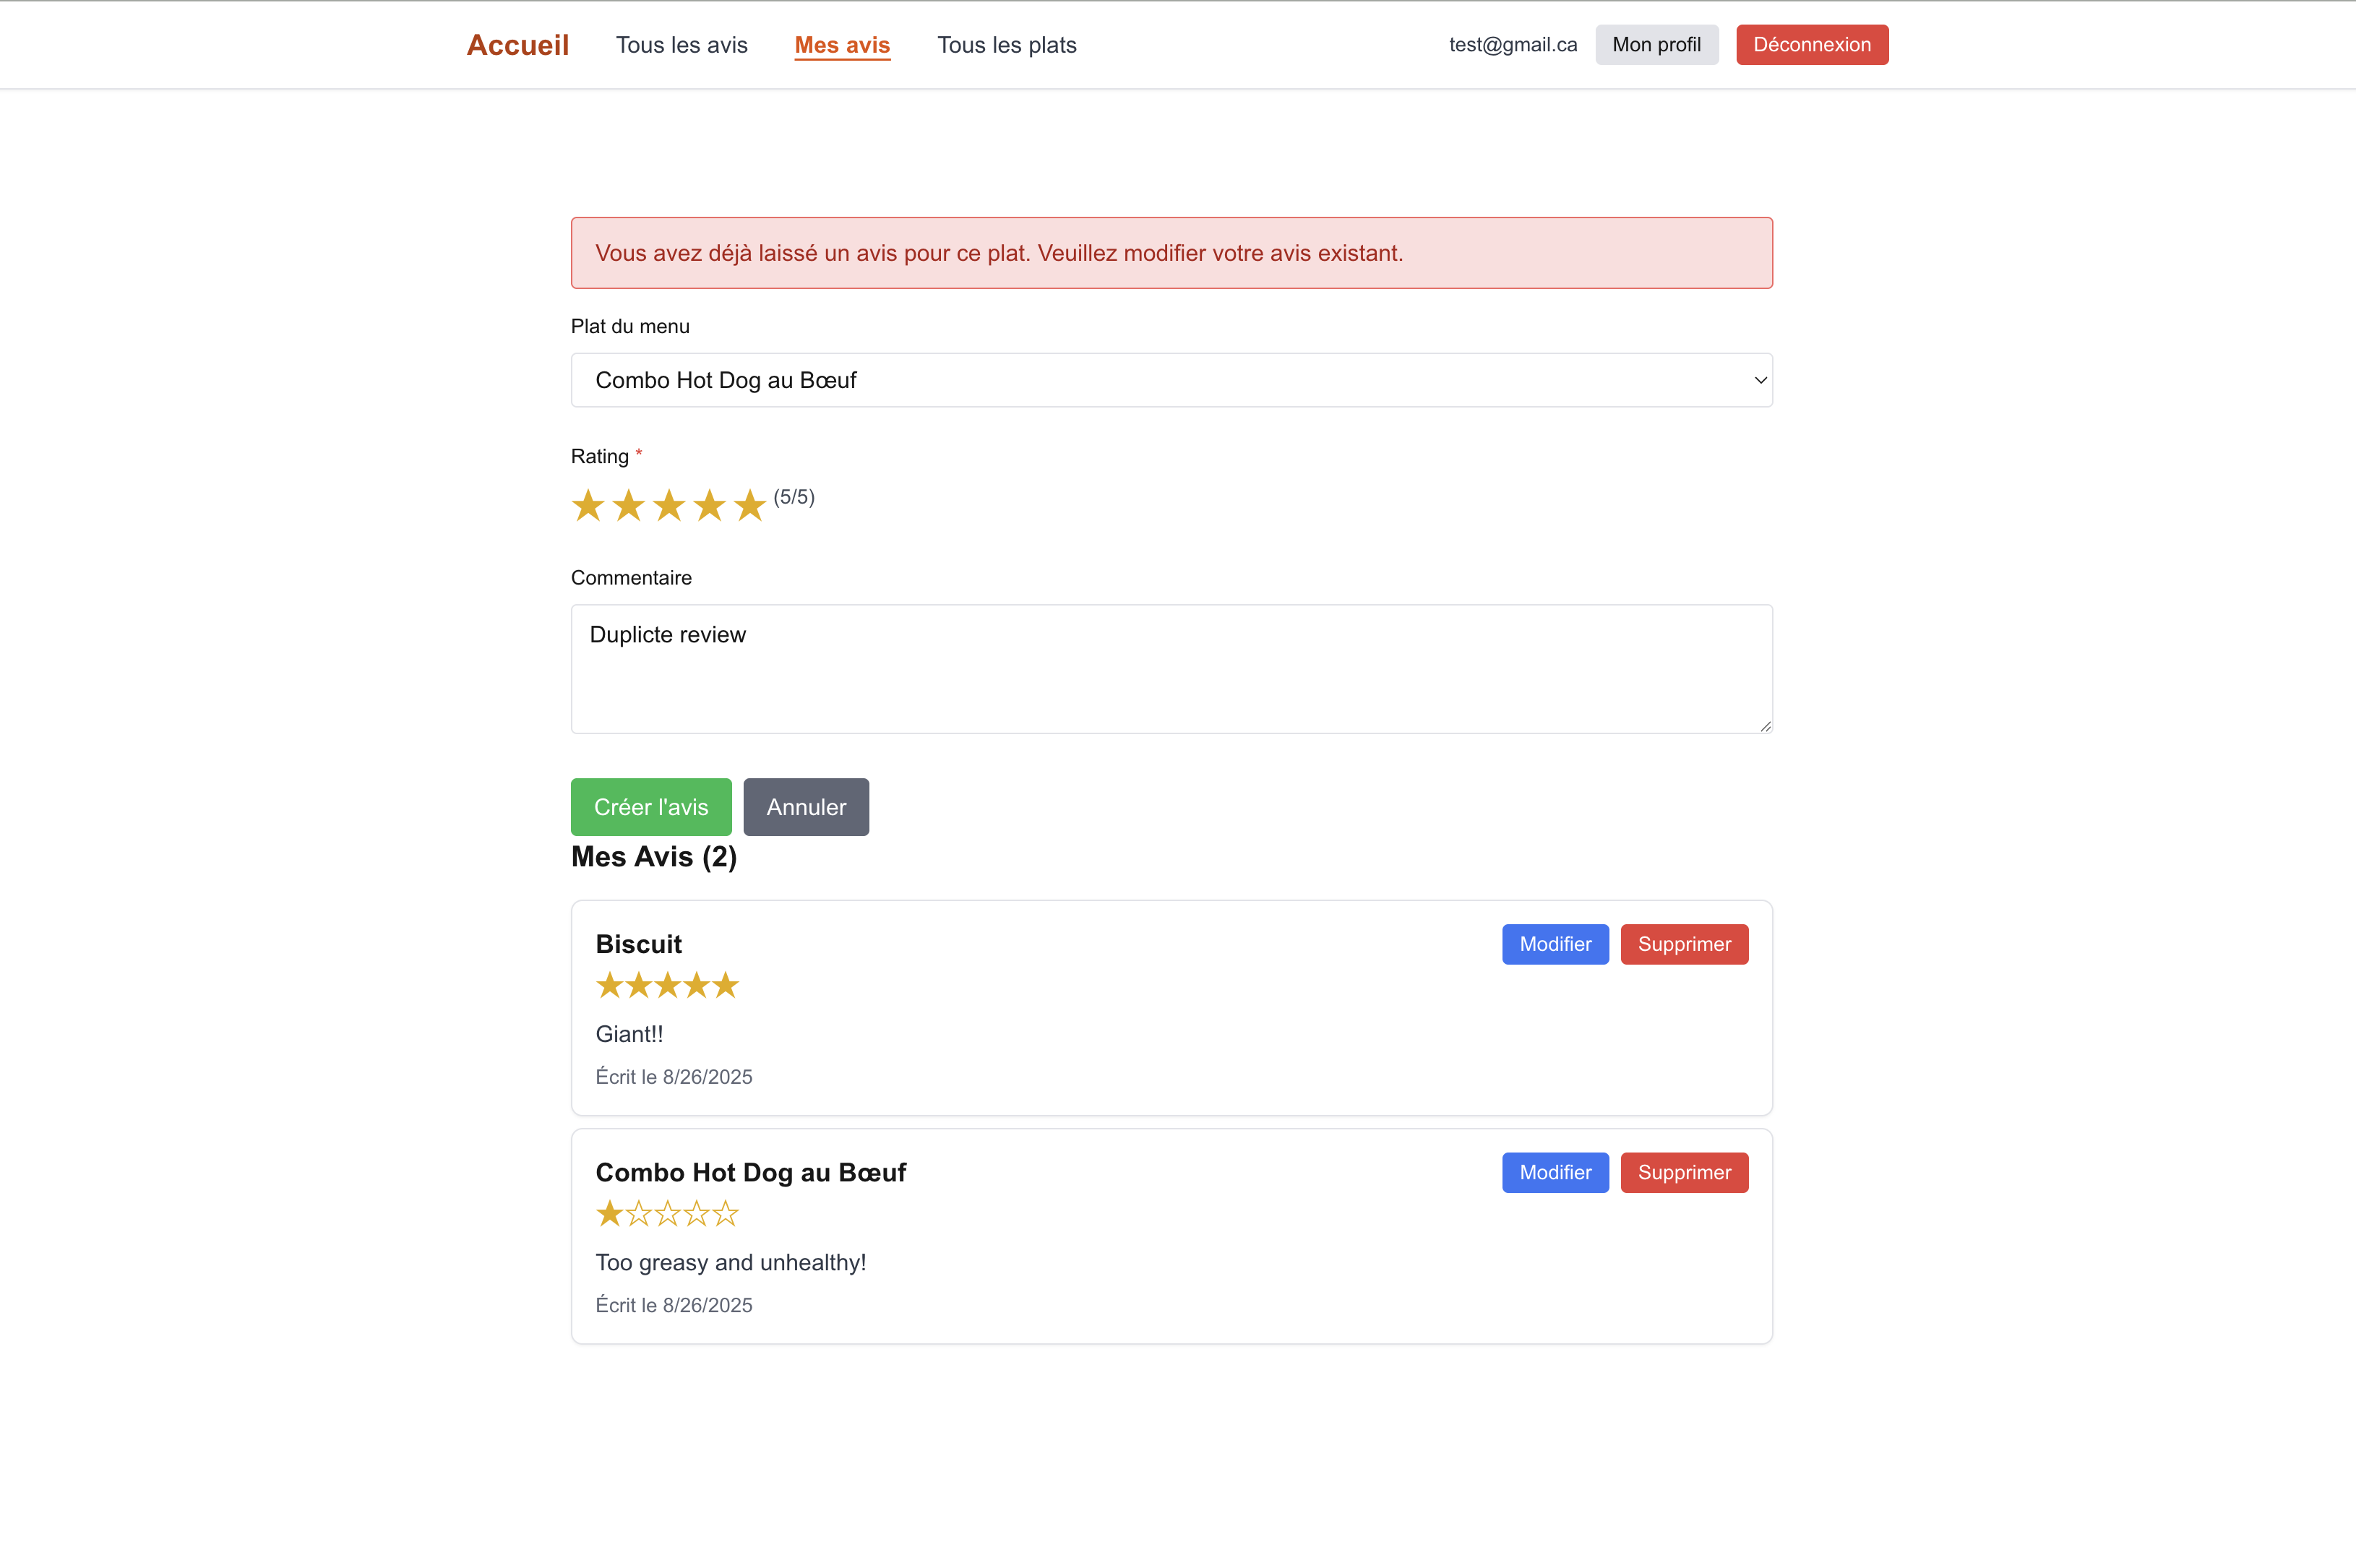 Accueil Tous les avis Mes avis Tous les plats test@gmail.ca Mon profil Déconnexion
Vous avez déjà laissé un avis pour ce plat. Veuillez modifier votre avis existant.
Plat du menu
Combo Hot Dog au Bœuf
Rating *
(5/5)
Commentaire
Duplicte review
Créer l'avis Annuler
Mes Avis (2)
Biscuit Modifier Supprimer
Giant!!
Écrit le 8/26/2025
Combo Hot Dog au Bœuf Modifier Supprimer
Too greasy and unhealthy!
Écrit le 8/26/2025